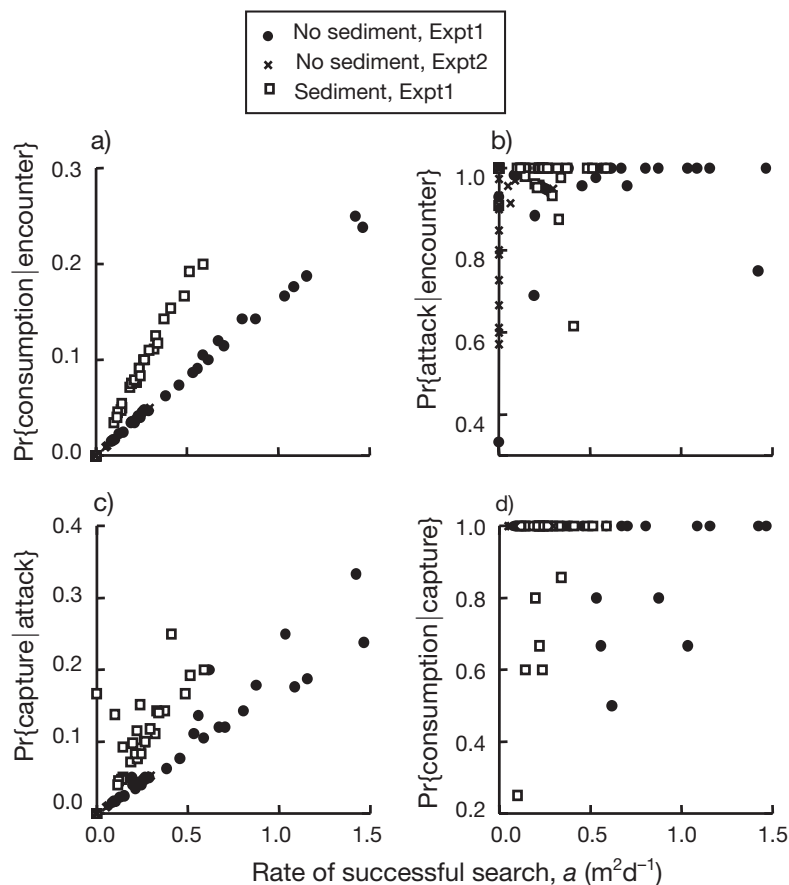 No sediment, Expt1
No sediment, Expt2
Sediment, Expt1
a)
Pr{consumption|encounter}
0.3
0.2
0.1
0.0
b)
Pr{attack|encounter}
1.0
0.8
0.6
0.4
c)
Pr{capture|attack}
0.4
0.3
0.2
0.1
0.0
0.0 0.5 1.0 1.5
d)
Pr{consumption|capture}
1.0
0.8
0.6
0.4
0.2
0.0 0.5 1.0 1.5
Rate of successful search, a (m²d⁻¹)